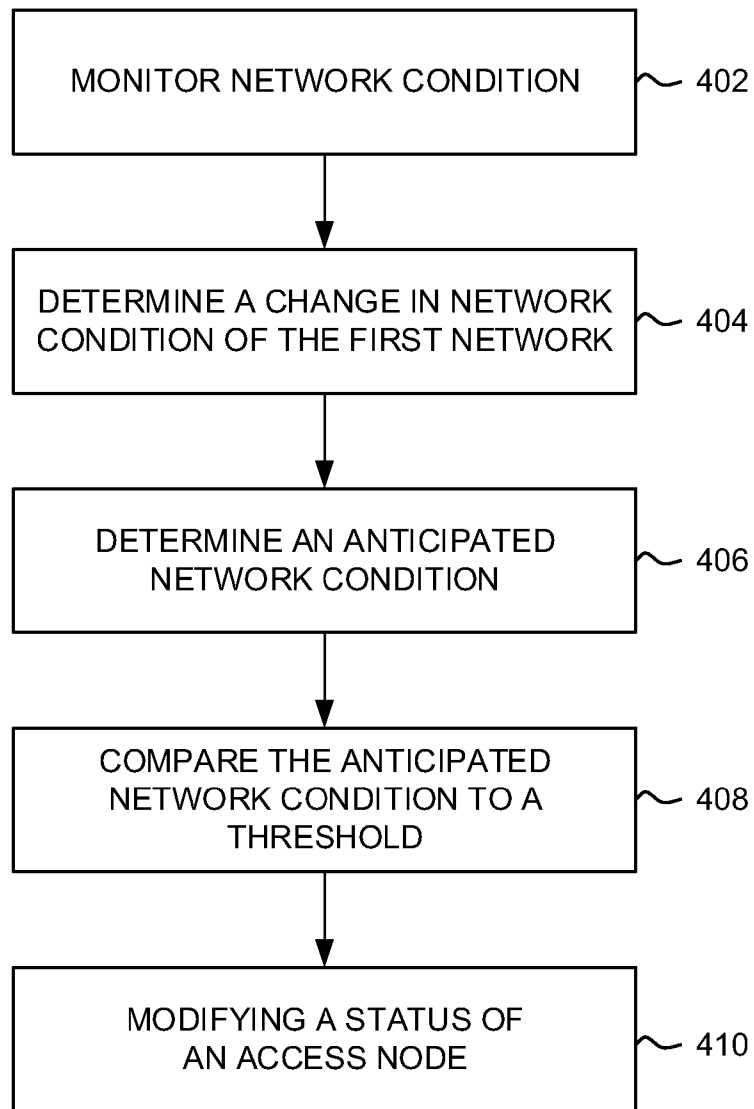 MONITOR NETWORK CONDITION
402
DETERMINE A CHANGE IN NETWORK
CONDITION OF THE FIRST NETWORK
404
DETERMINE AN ANTICIPATED
NETWORK CONDITION
406
COMPARE THE ANTICIPATED
NETWORK CONDITION TO A
THRESHOLD
408
MODIFYING A STATUS OF
AN ACCESS NODE
410